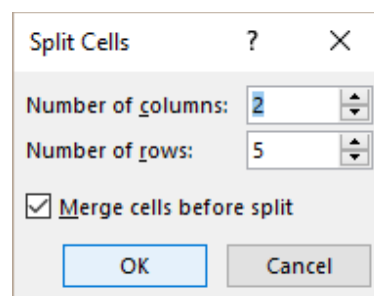 Split Cells ?
Number of columns: 2
Number of rows: 5
Merge cells before split
OK Cancel